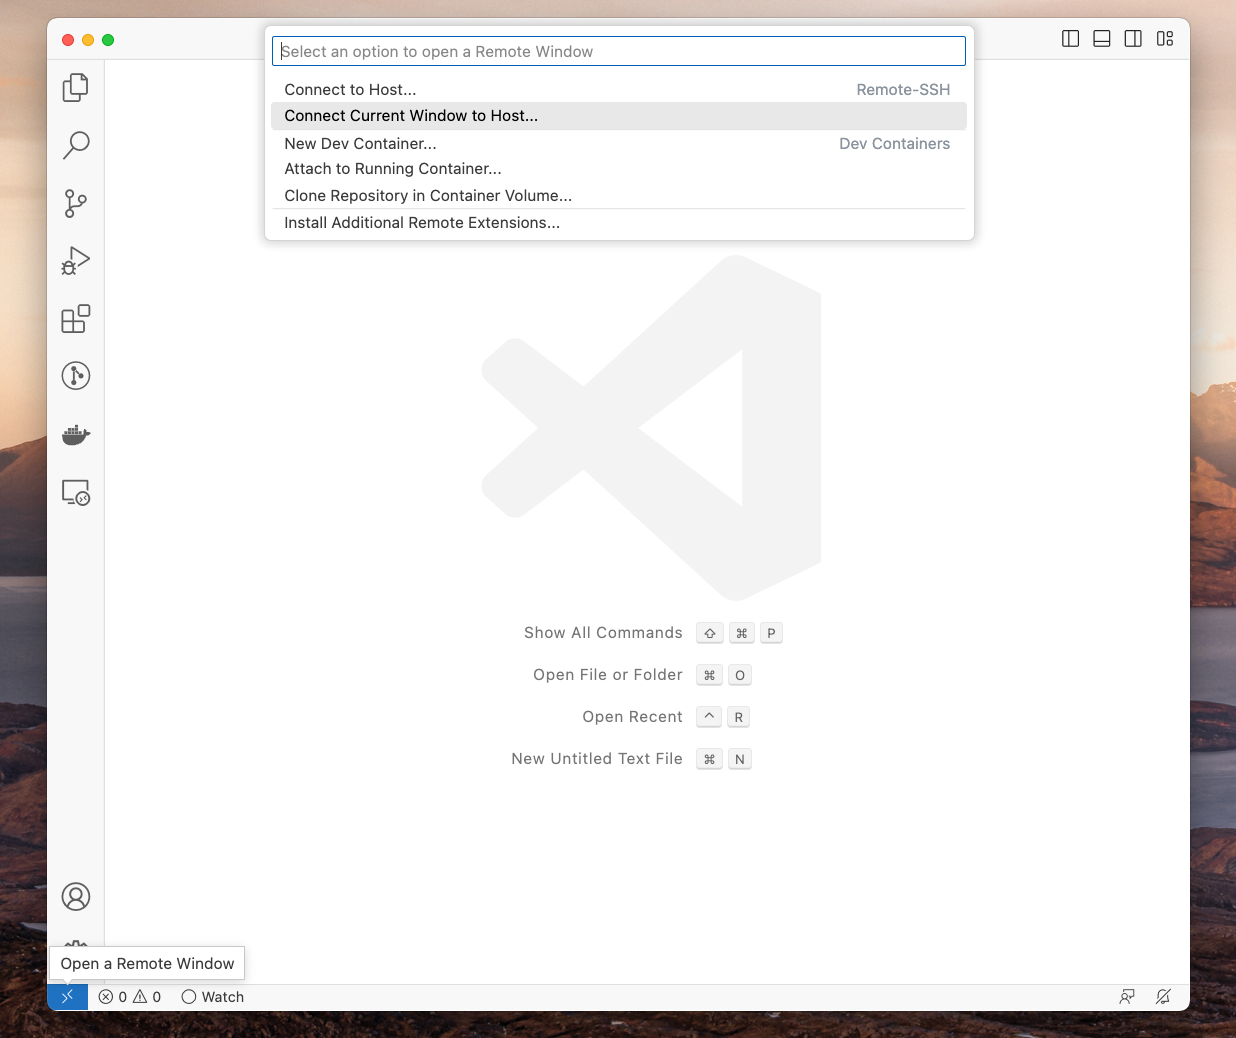 Select an option to open a Remote Window
Connect to Host... Remote-SSH
Connect Current Window to Host...
New Dev Container... Dev Containers
Attach to Running Container...
Clone Repository in Container Volume...
Install Additional Remote Extensions...
Show All Commands ⇧ ⌘ P
Open File or Folder ⌘ O
Open Recent ^ R
New Untitled Text File ⌘ N
Open a Remote Window
0 0 Watch